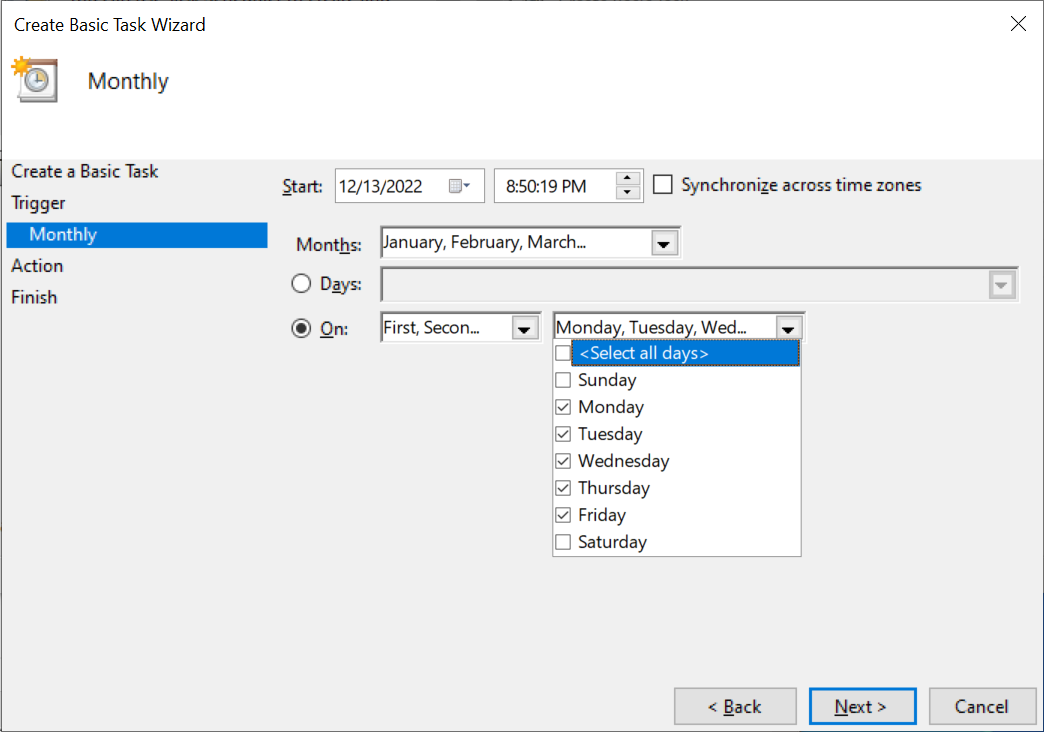 Create Basic Task Wizard
Monthly
Create a Basic Task
Trigger
Monthly
Action
Finish
Start: 12/13/2022 8:50:19 PM Synchronize across time zones
Months: January, February, March...
Days:
On: First, Secon... Monday, Tuesday, Wed...
<Select all days>
Sunday
Monday
Tuesday
Wednesday
Thursday
Friday
Saturday
< Back Next > Cancel